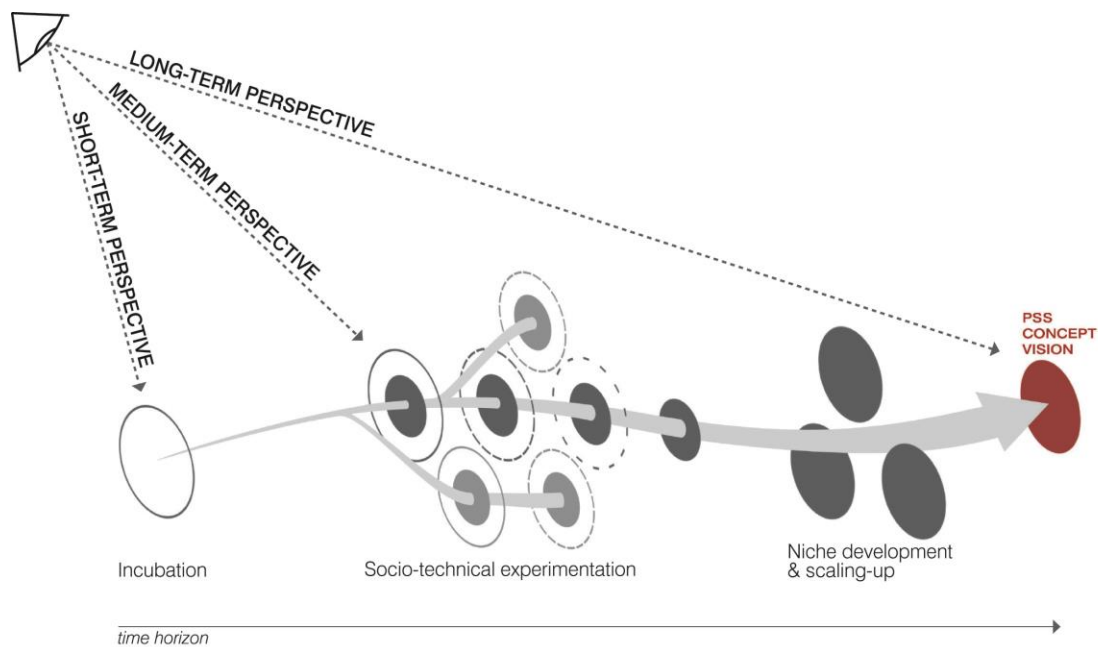 LONG-TERM PERSPECTIVE
MEDIUM-TERM PERSPECTIVE
SHORT-TERM PERSPECTIVE
PSS
CONCEPT
VISION
Incubation
Socio-technical experimentation
Niche development
& scaling-up
time horizon